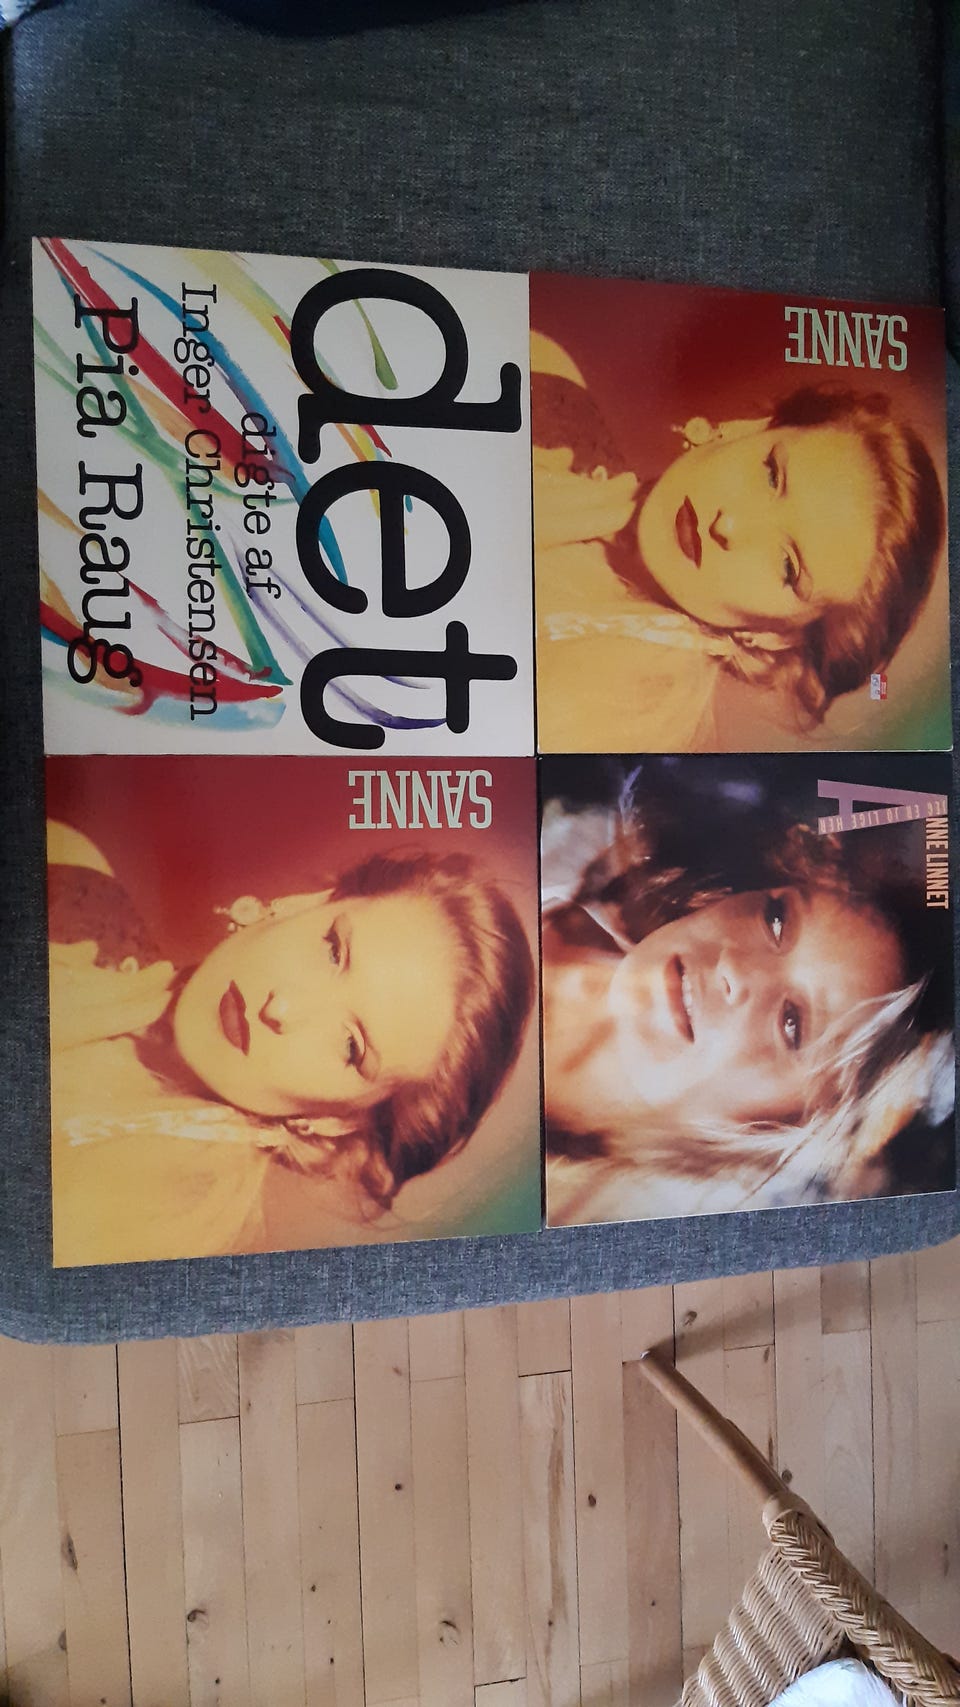 det
digte af
Inger Christensen
Pia Raug
SANNE
SANNE
ANNE LINNET
JEG ER JO LIGE HER